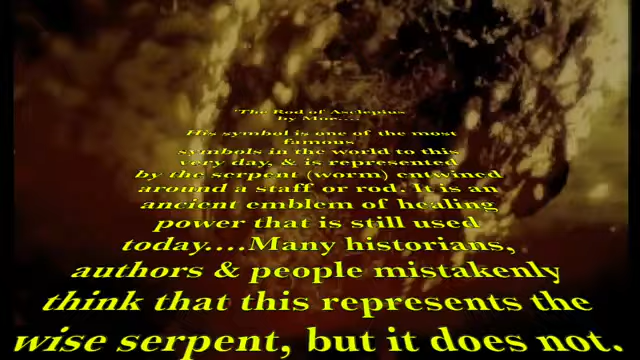 'The Rod of Asclepius
by
His symbol is one of the most
famous
symbols in the world to this
very day, & is represented
by the serpent (worm) entwined
around a staff or rod. It is an
ancient emblem of healing
power that is still used
today....Many historians,
authors & people mistakenly
think that this represents the
wise serpent, but it does not.